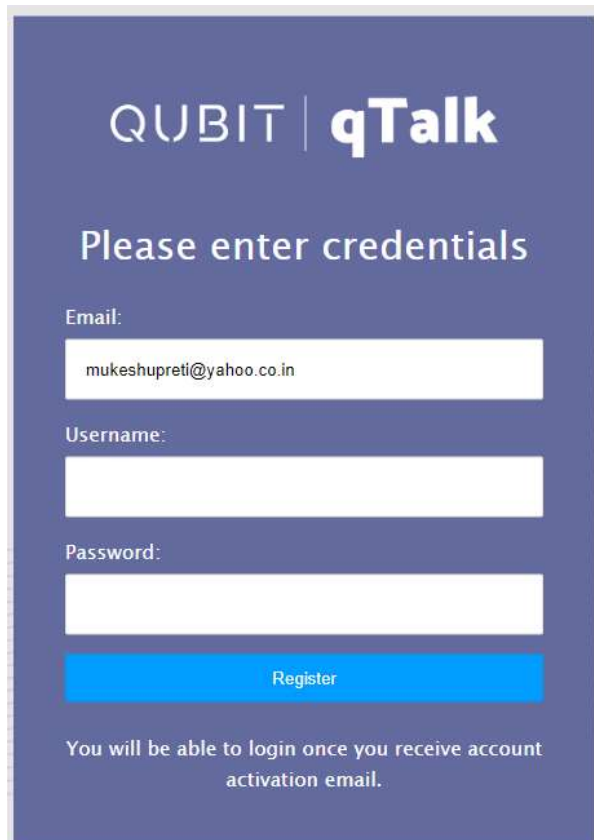 QUBIT | qTalk
Please enter credentials
Email:
mukeshupreti@yahoo.co.in
Username:
Password:
Register
You will be able to login once you receive account
activation email.